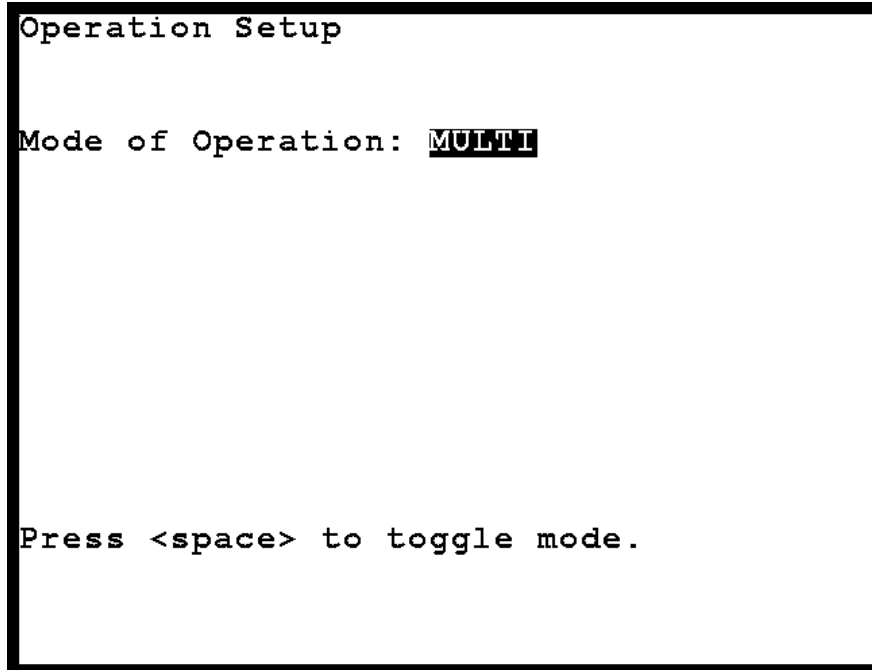 Operation Setup
Mode of Operation: MULTI
Press <space> to toggle mode.